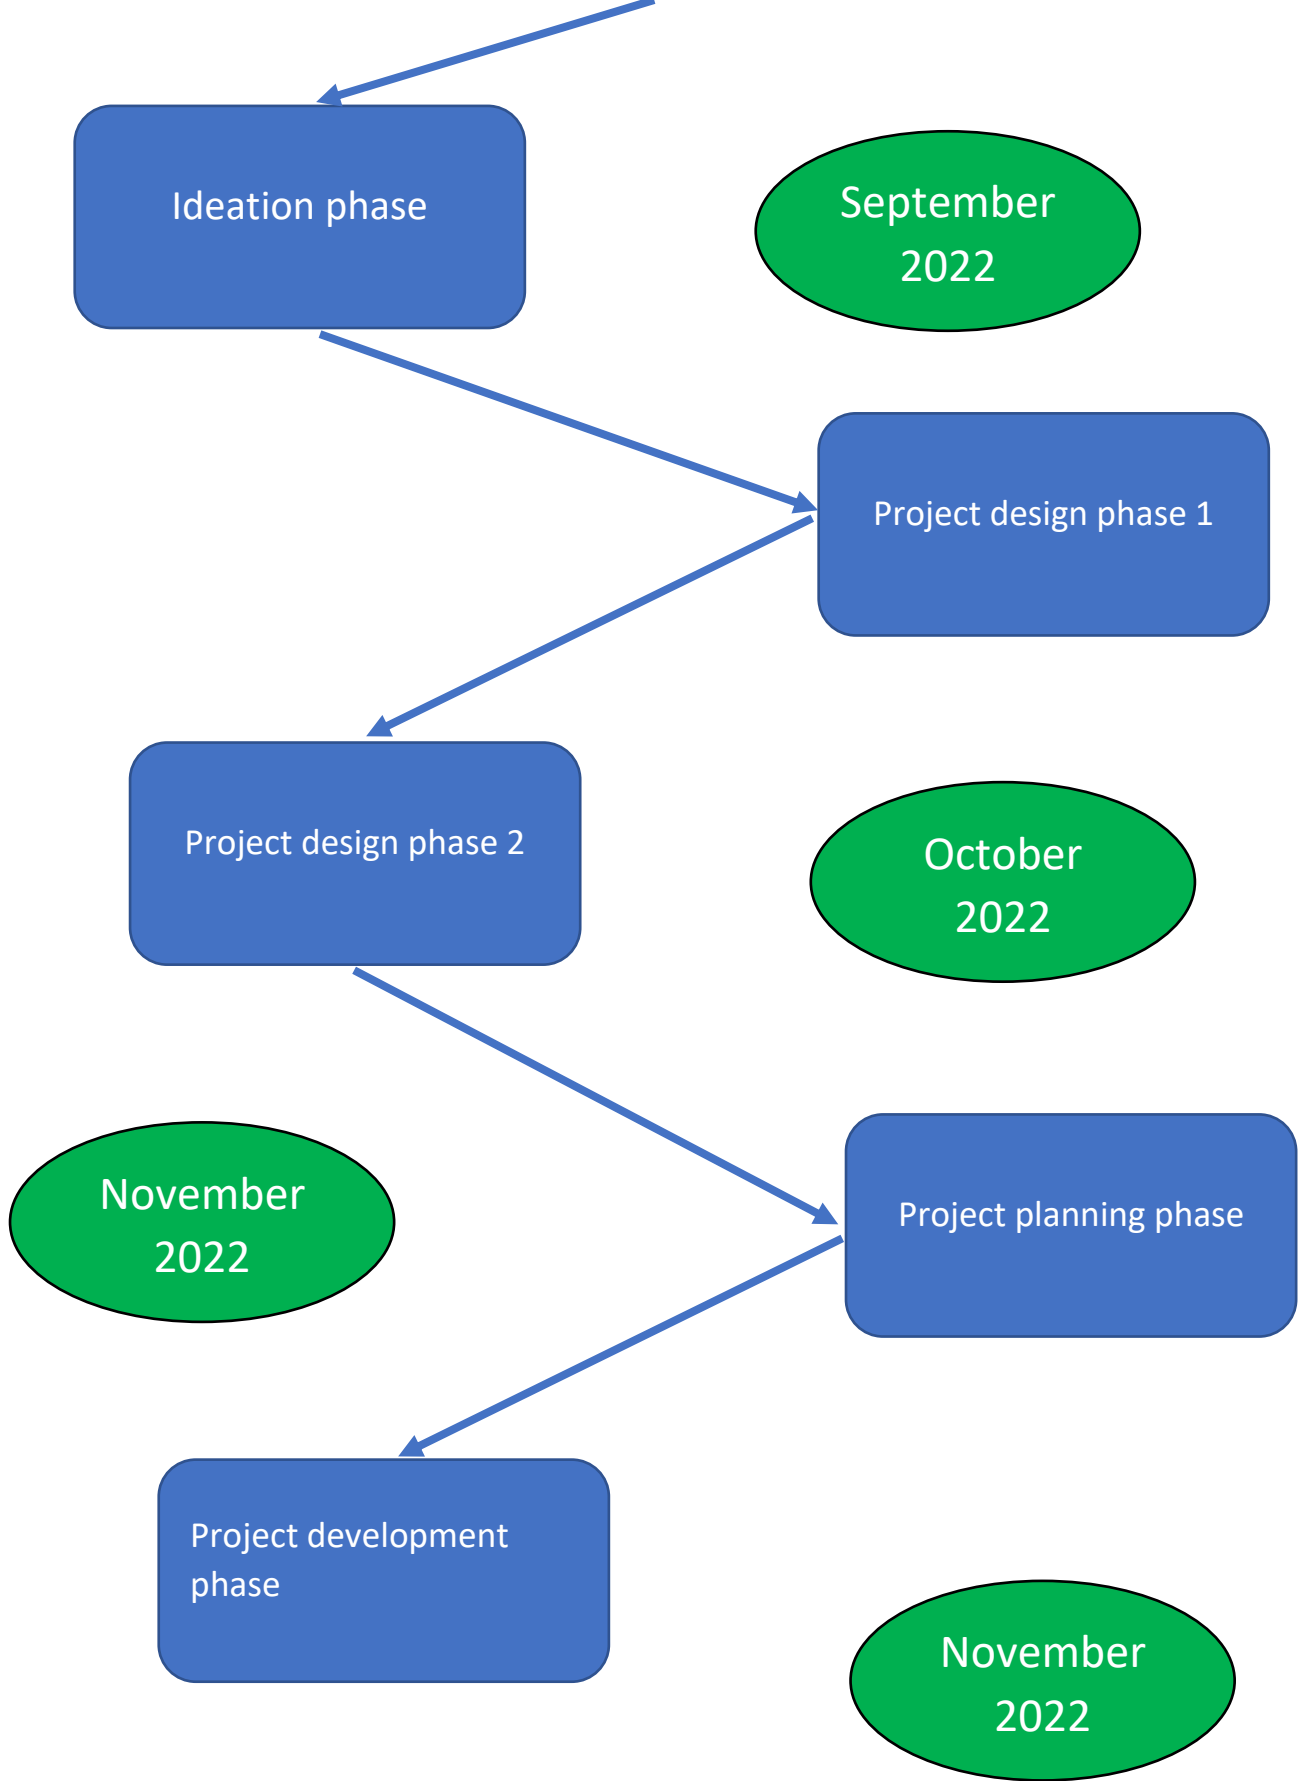 Ideation phase
September
2022
Project design phase 1
Project design phase 2
October
2022
November
2022
Project planning phase
Project development
phase
November
2022